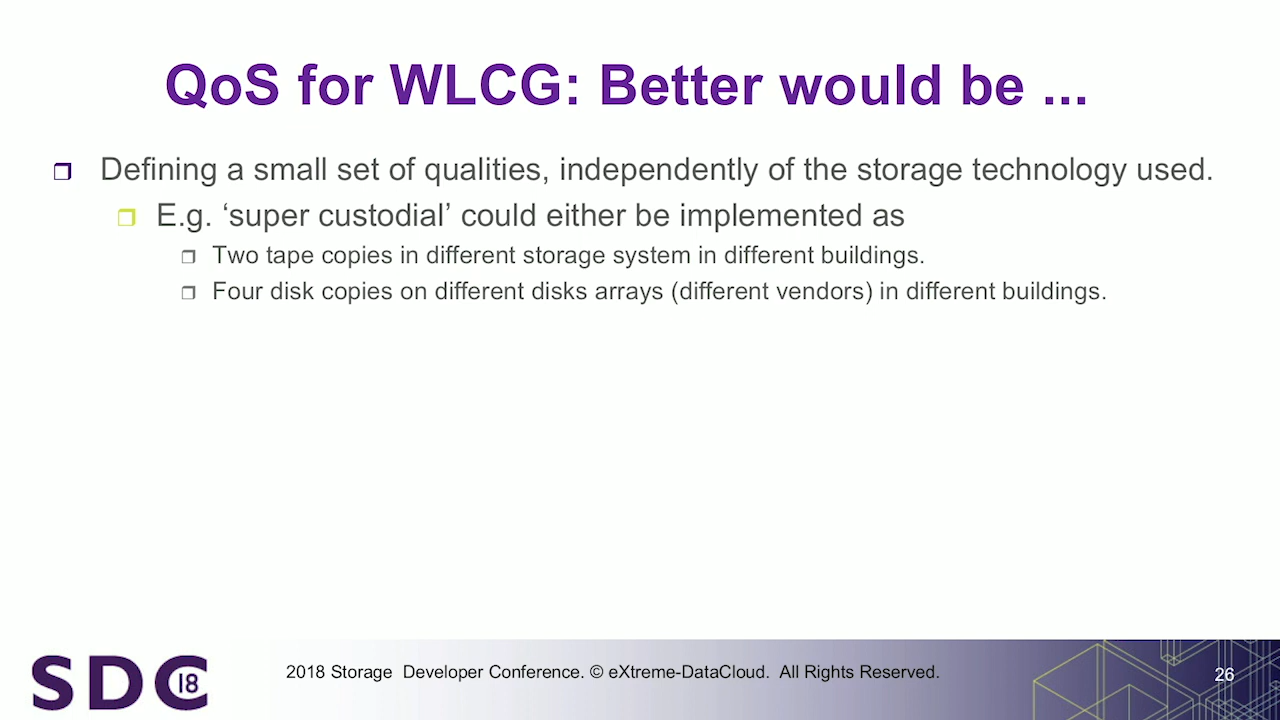 QoS for WLCG: Better would be ...
Defining a small set of qualities, independently of the storage technology used.
E.g. ‘super custodial’ could either be implemented as
Two tape copies in different storage system in different buildings.
Four disk copies on different disks arrays (different vendors) in different buildings.
SDC 18
2018 Storage  Developer Conference. © eXtreme-DataCloud.  All Rights Reserved.
26